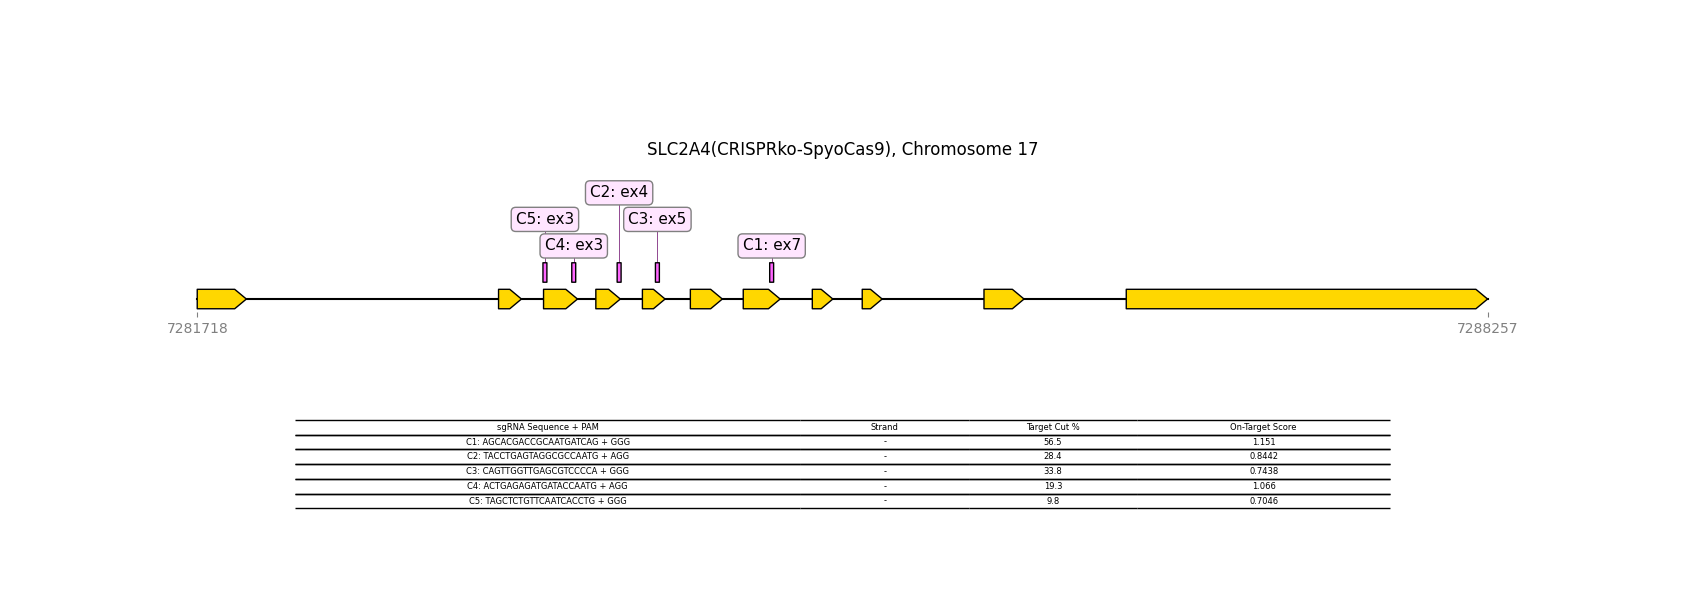 SLC2A4(CRISPRko-SpyoCas9), Chromosome 17
C2: ex4
C5: ex3
C3: ex5
C4: ex3
C1: ex7
7281718
7288257
sgRNA Sequence + PAM Strand Target Cut % On-Target Score
C1: AGCACGACCGCAATGATCAG + GGG - 56.5 1.151
C2: TACCTGAGTAGGCGCCAATG + AGG - 28.4 0.8442
C3: CAGTTGGTTGAGCGTCCCCA + GGG - 33.8 0.7438
C4: ACTGAGAGATGATACCAATG + AGG - 19.3 1.066
C5: TAGCTCTGTTCAATCACCTG + GGG - 9.8 0.7046